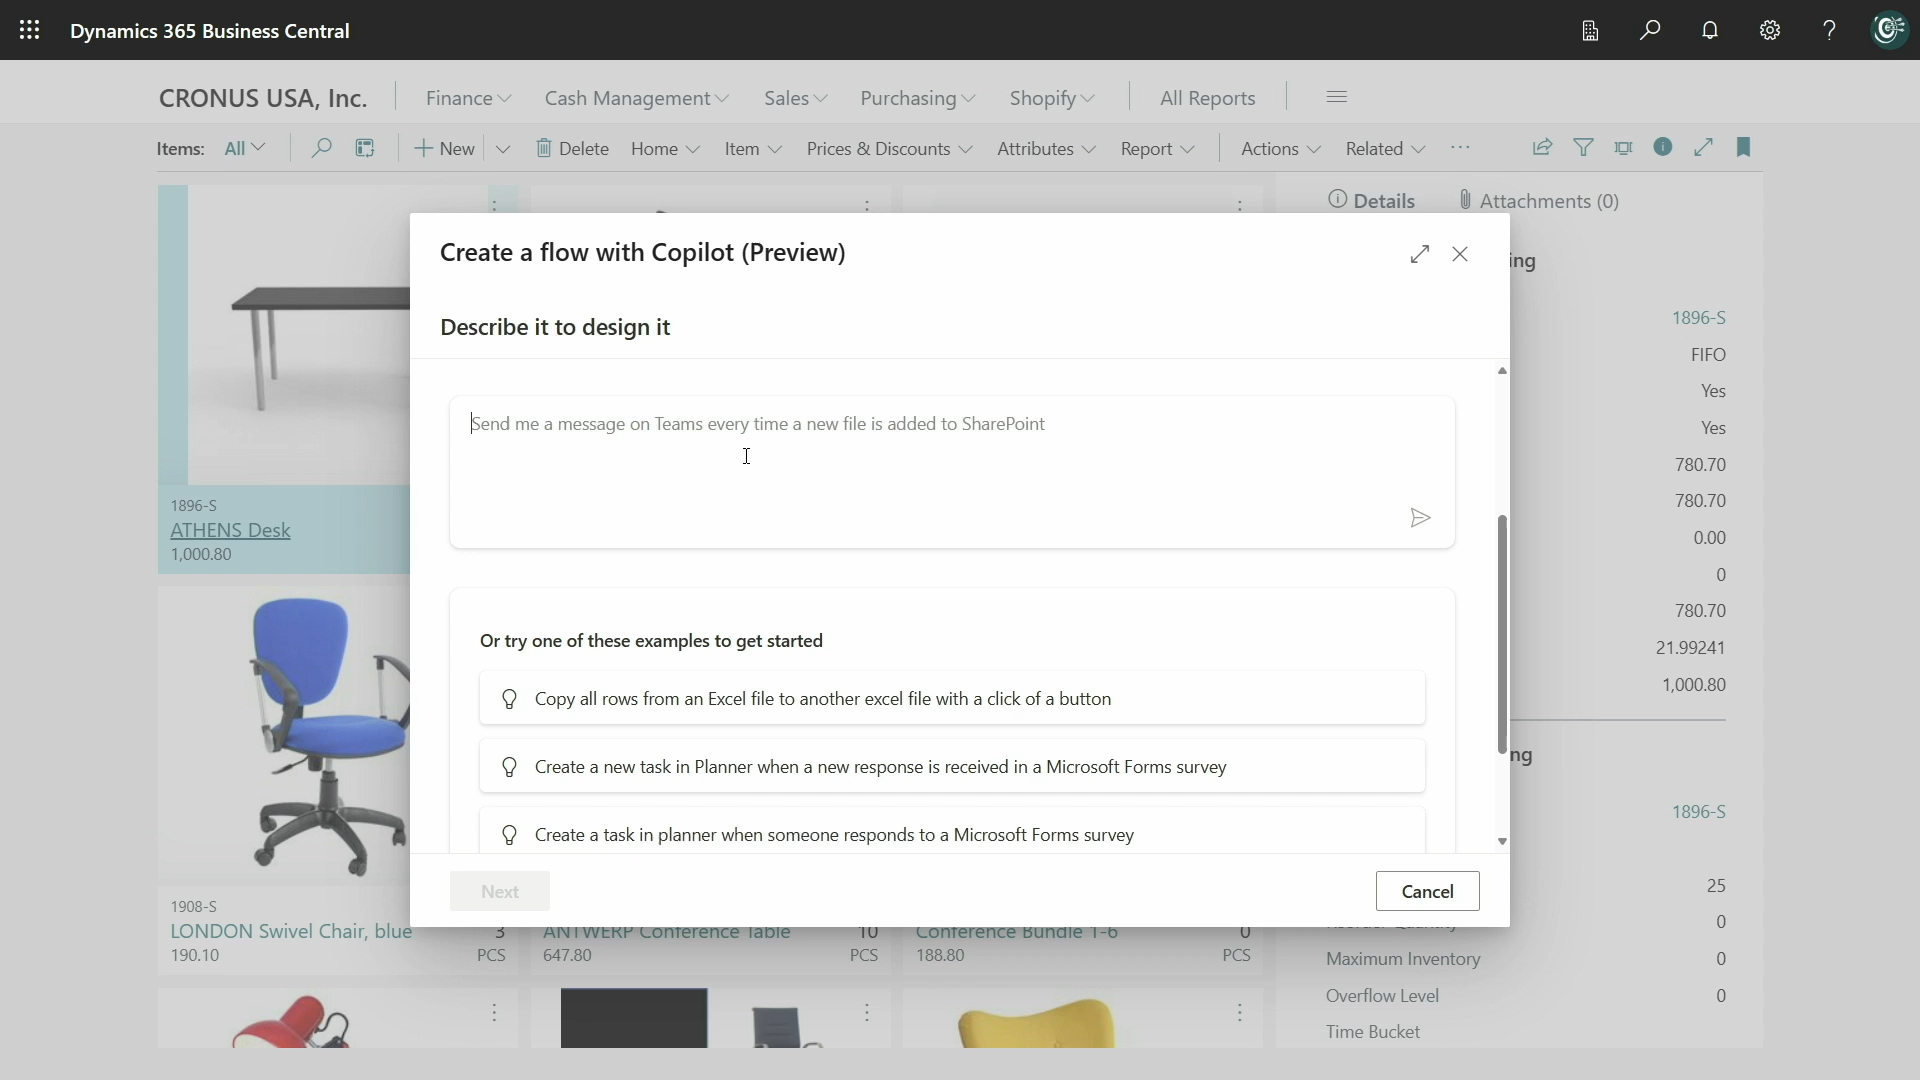 Dynamics 365 Business Central
CRONUS USA, Inc.
Finance
Cash Management
Sales
Purchasing
Shopify
All Reports
Items:
All
New
Delete
Home
Item
Prices & Discounts
Attributes
Report
Actions
Related
Details
Attachments (0)
Create a flow with Copilot (Preview)
Describe it to design it
Send me a message on Teams every time a new file is added to SharePoint
Or try one of these examples to get started
Copy all rows from an Excel file to another excel file with a click of a button
Create a new task in Planner when a new response is received in a Microsoft Forms survey
Create a task in planner when someone responds to a Microsoft Forms survey
Next
Cancel
1896-S
ATHENS Desk
1,000.80
1908-S
LONDON Swivel Chair, blue
3
190.10
PCS
ANTWERP Conference Table
10
647.80
PCS
Conference Bundle 1-6
0
188.80
PCS
ing
1896-S
FIFO
Yes
Yes
780.70
780.70
0.00
0
780.70
21.99241
1,000.80
ng
1896-S
25
0
Maximum Inventory
0
Overflow Level
0
Time Bucket